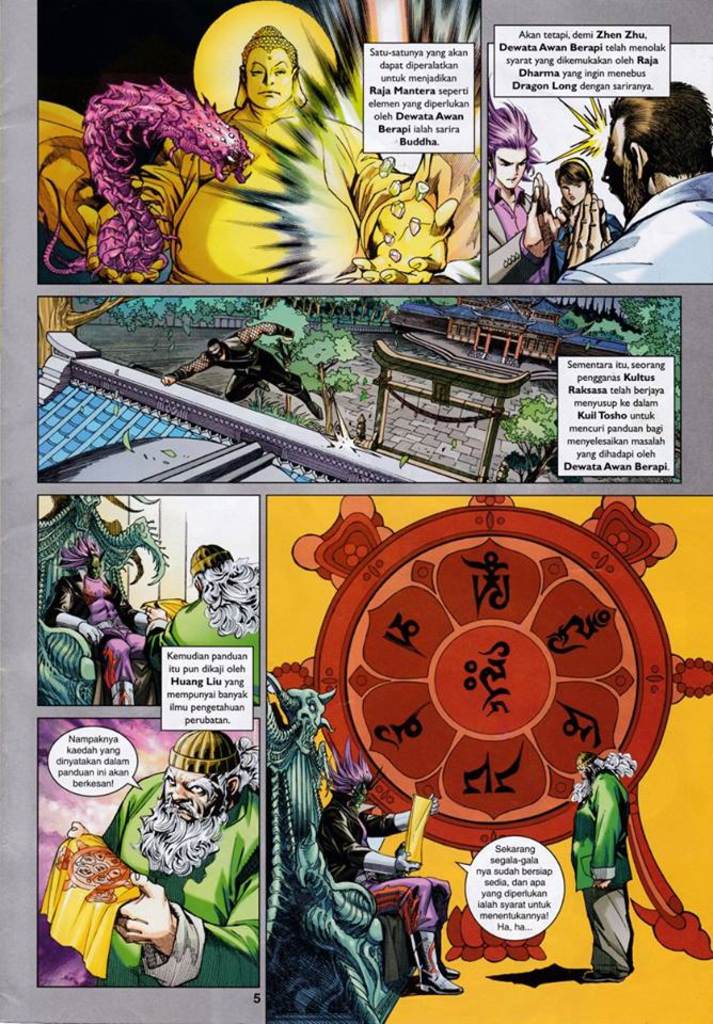 Satu-satunya yang akan
dapat diperalatkan
untuk menjadikan
Raja Mantera seperti
elemen yang diperlukan
oleh Dewata Awan
Berapi ialah sarira
Buddha.
Akan tetapi, demi Zhen Zhu,
Dewata Awan Berapi telah menolak
syarat yang dikemukakan oleh Raja
Dharma yang ingin menebus
Dragon Long dengan sariranya.
Sementara itu, seorang
pengganas Kultus
Raksasa telah berjaya
menyusup ke dalam
Kuil Tosho untuk
mencuri panduan bagi
menyelesaikan masalah
yang dihadapi oleh
Dewata Awan Berapi.
Kemudian panduan
itu pun dikaji oleh
Huang Liu yang
mempunyai banyak
ilmu pengetahuan
perubatan.
Nampaknya
kaedah yang
dinyatakan dalam
panduan ini akan
berkesan!
Sekarang
segala-gala
nya sudah bersiap
sedia, dan apa
yang diperlukan
ialah syarat untuk
menentukannya!
Ha, ha...
5